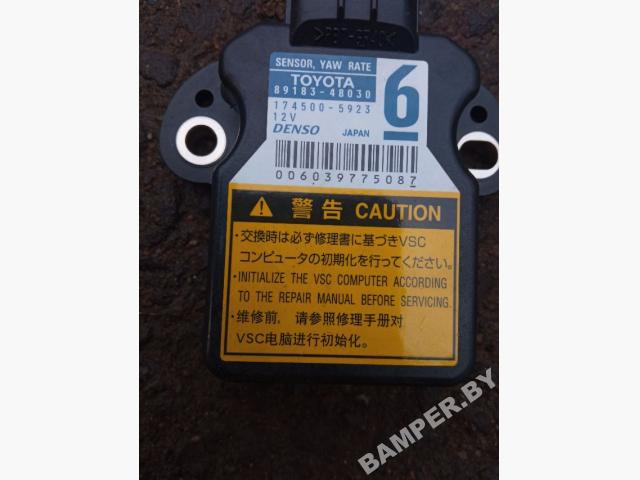 >PBT-GF40<
SENSOR, YAW RATE
TOYOTA
89183-48030
174500-5923
12V
DENSO JAPAN
6
006039775087
警告 CAUTION
・交換時は必ず修理書に基づきVSC
コンピュータの初期化を行ってください。
・INITIALIZE THE VSC COMPUTER ACCORDING
TO THE REPAIR MANUAL BEFORE SERVICING.
・维修前，请参照修理手册对
VSC电脑进行初始化。
BAMPER.BY